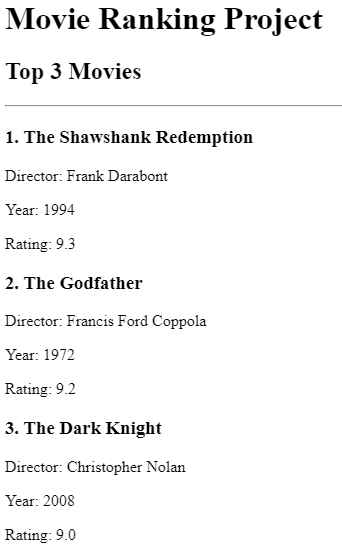 Movie Ranking Project
Top 3 Movies
1. The Shawshank Redemption
Director: Frank Darabont
Year: 1994
Rating: 9.3
2. The Godfather
Director: Francis Ford Coppola
Year: 1972
Rating: 9.2
3. The Dark Knight
Director: Christopher Nolan
Year: 2008
Rating: 9.0